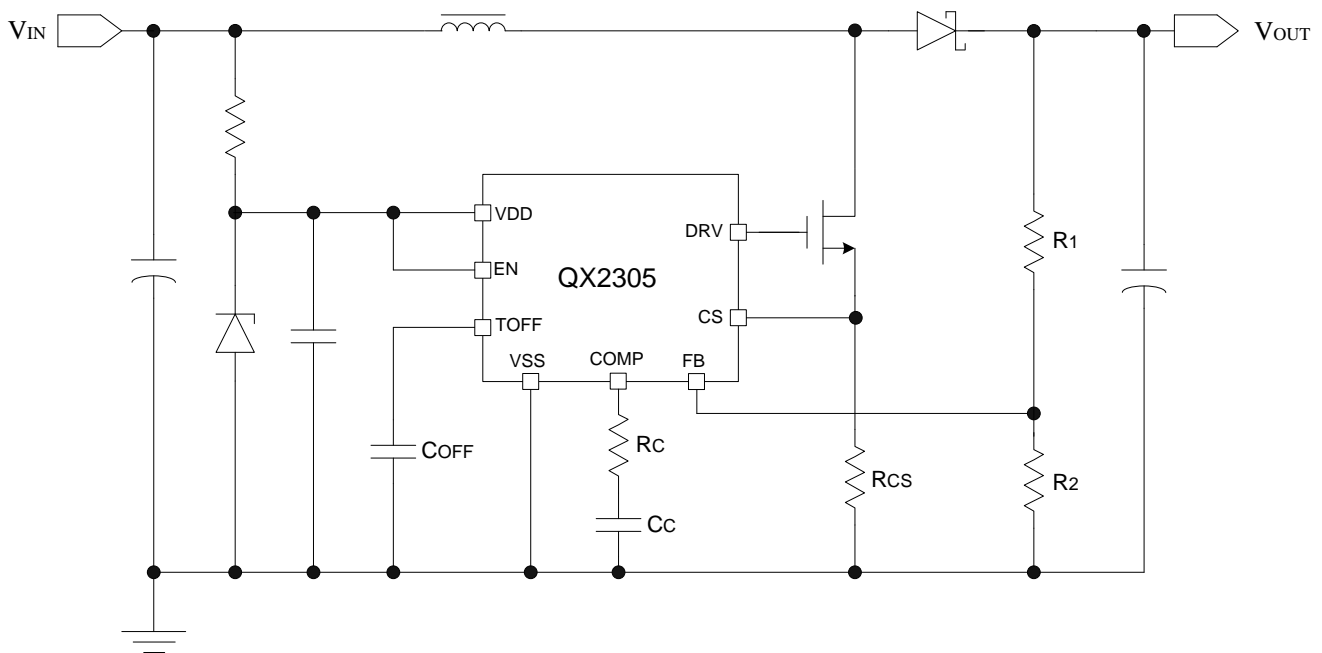 VIN
VOUT
VDD
DRV
R1
EN
QX2305
TOFF
CS
VSS
COMP
FB
COFF
RC
RCS
R2
CC